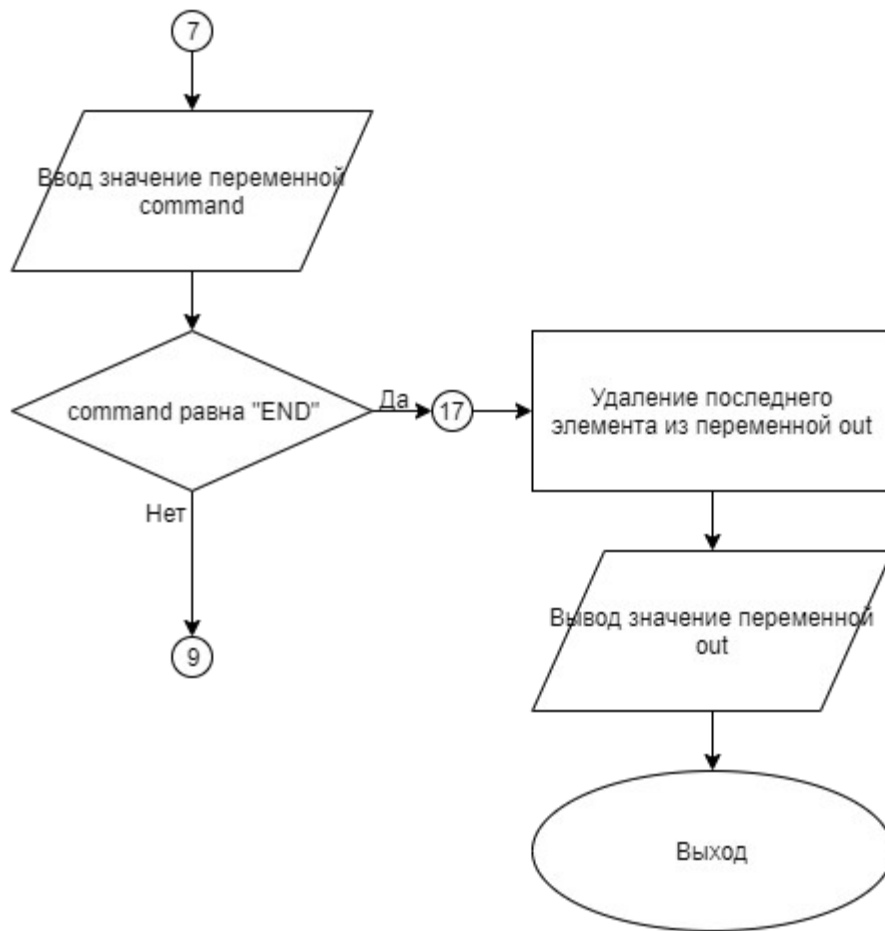 7
Ввод значение переменной
command
command равна "END"
Да
17
Удаление последнего
элемента из переменной out
Нет
Вывод значение переменной
out
9
Выход